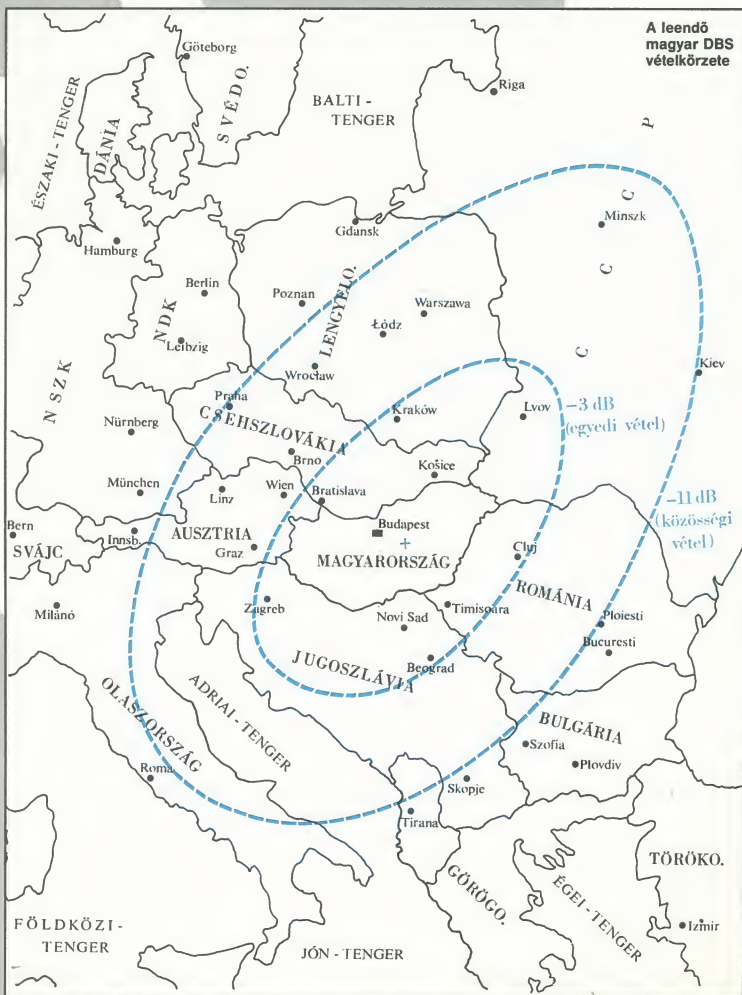 A leendő
magyar DBS
vételkörzete
Göteborg
SVÉDO.
BALTI-
TENGER
Riga
ÉSZAKI-TENGER
DÁNIA
C C C P
Minszk
Gdansk
Hamburg
Berlin
Poznan
Warszawa
NDK
LENGYELO.
Łódz
Leibzig
Wrocław
Kiev
NSZK
Praha
Kraków
Lvov
-3 dB
(egyedi vétel)
Nürnberg
CSEHSZLOVÁKIA
Brno
Košice
München
Linz
Wien
Bratislava
-11 dB
(közösségi
vétel)
Bern
Innsb.
AUSZTRIA
Budapest
+
SVÁJC
Graz
MAGYARORSZÁG
Cluj
ROMÁNIA
Milánó
Zagreb
Novi Sad
Timisoara
Ploiesti
Bucuresti
JUGOSZLÁVIA
Beograd
OLASZORSZÁG
ADRIAI-TENGER
BULGÁRIA
Szofia
Plovdiv
Roma
Skopje
Tirana
TÖRÖKO.
GÖRÖGO.
ÉGEI-TENGER
Izmir
FÖLDKÖZI-
TENGER
JÓN-TENGER